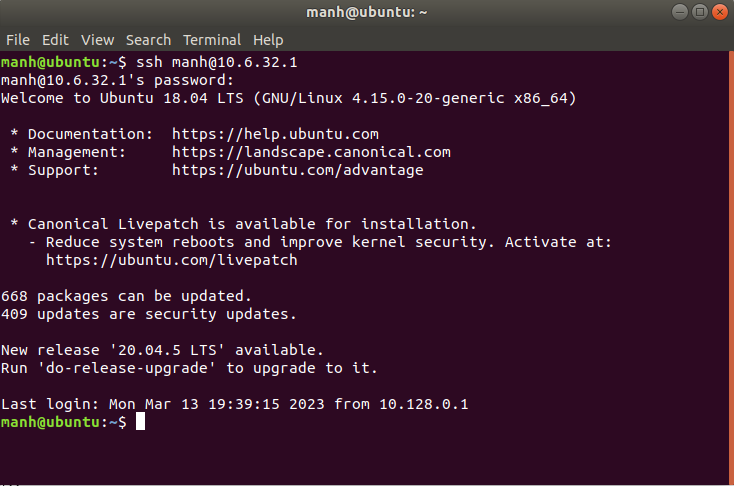 manh@ubuntu: ~
File Edit View Search Terminal Help
manh@ubuntu:~$ ssh manh@10.6.32.1
manh@10.6.32.1's password:
Welcome to Ubuntu 18.04 LTS (GNU/Linux 4.15.0-20-generic x86_64)
* Documentation:  https://help.ubuntu.com
* Management:     https://landscape.canonical.com
* Support:        https://ubuntu.com/advantage
* Canonical Livepatch is available for installation.
- Reduce system reboots and improve kernel security. Activate at:
https://ubuntu.com/livepatch
668 packages can be updated.
409 updates are security updates.
New release '20.04.5 LTS' available.
Run 'do-release-upgrade' to upgrade to it.
Last login: Mon Mar 13 19:39:15 2023 from 10.128.0.1
manh@ubuntu:~$